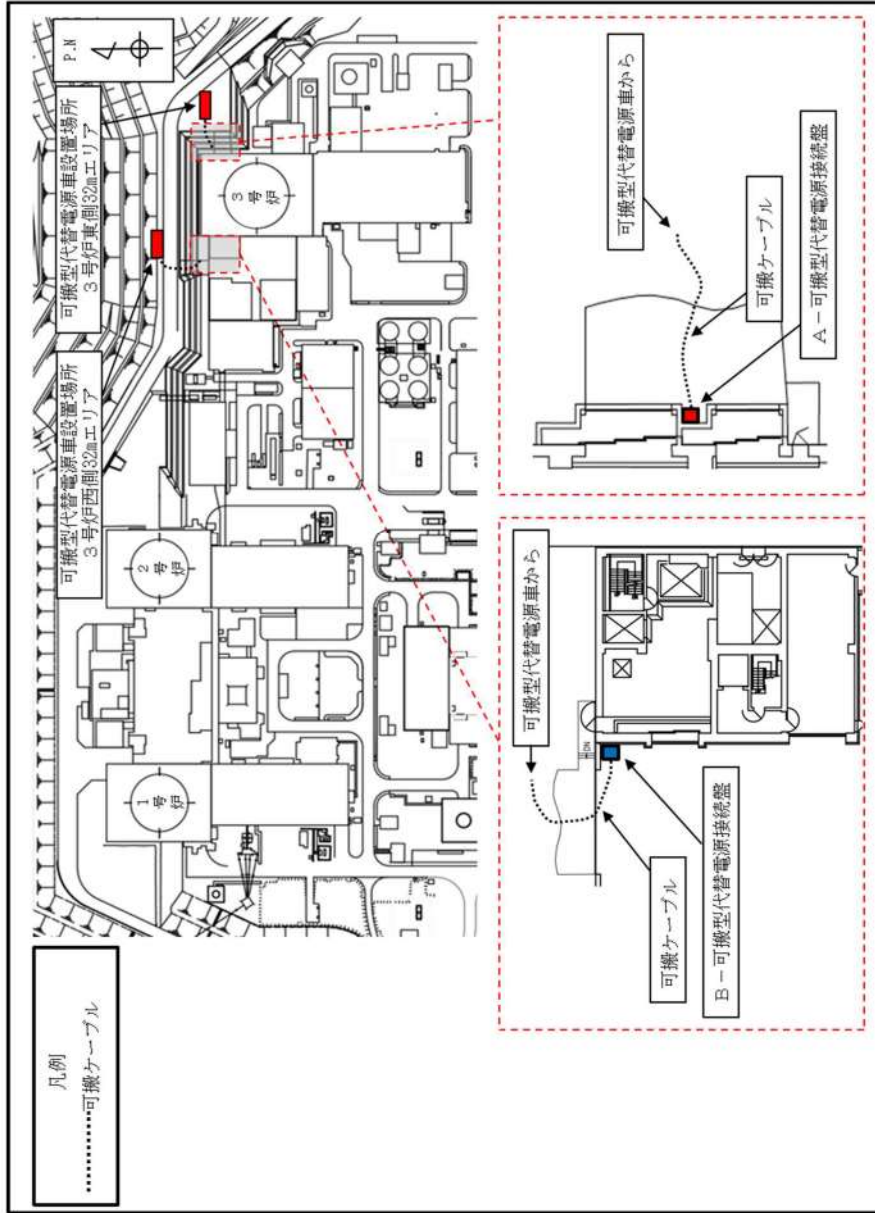 凡例
可搬ケーブル
可搬型代替電源車設置場所
３号炉西側32mエリア
可搬型代替電源車設置場所
３号炉東側32mエリア
P.N
１
号
炉
２
号
炉
３
号
炉
可搬型代替電源車から
可搬ケーブル
B－可搬型代替電源接続盤
DN
可搬型代替電源車から
可搬ケーブル
A－可搬型代替電源接続盤